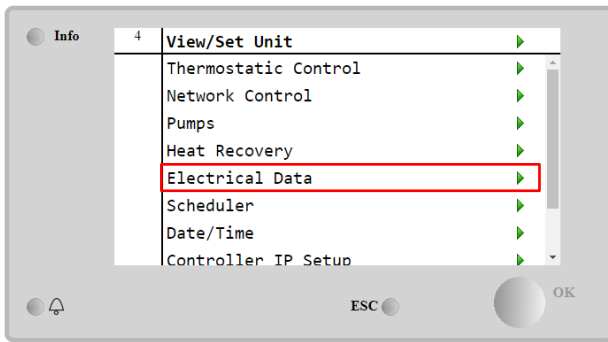 Info
4 View/Set Unit
Thermostatic Control
Network Control
Pumps
Heat Recovery
Electrical Data
Scheduler
Date/Time
Controller IP Setup
ESC
OK